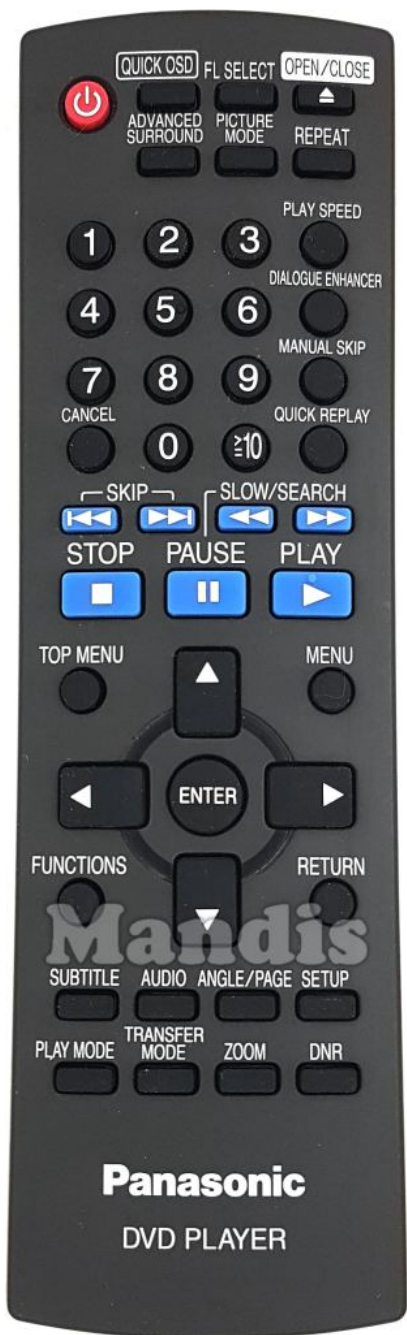 QUICK OSD FL SELECT OPEN/CLOSE
ADVANCED SURROUND PICTURE MODE REPEAT
PLAY SPEED
1 2 3
DIALOGUE ENHANCER
4 5 6
MANUAL SKIP
7 8 9
CANCEL QUICK REPLAY
0 ≧10
SKIP SLOW/SEARCH
STOP PAUSE PLAY
TOP MENU MENU
ENTER
FUNCTIONS RETURN
Mandis
SUBTITLE AUDIO ANGLE/PAGE SETUP
PLAY MODE TRANSFER MODE ZOOM DNR
Panasonic
DVD PLAYER